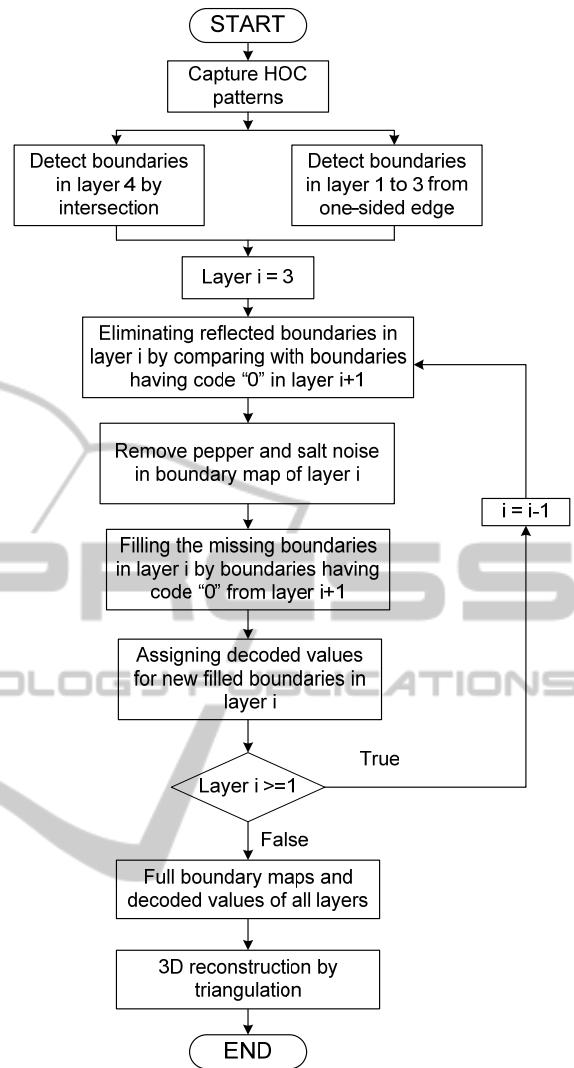 START
Capture HOC
patterns
Detect boundaries
in layer 4 by
intersection
Detect boundaries
in layer 1 to 3 from
one-sided edge
Layer i = 3
Eliminating reflected boundaries in
layer i by comparing with boundaries
having code “0” in layer i+1
Remove pepper and salt noise
in boundary map of layer i
i = i-1
Filling the missing boundaries
in layer i by boundaries having
code “0” from layer i+1
PRESS
Assigning decoded values
for new filled boundaries in
layer i
PUBLICATIONS
True
Layer i >=1
False
Full boundary maps and
decoded values of all layers
3D reconstruction by
triangulation
END